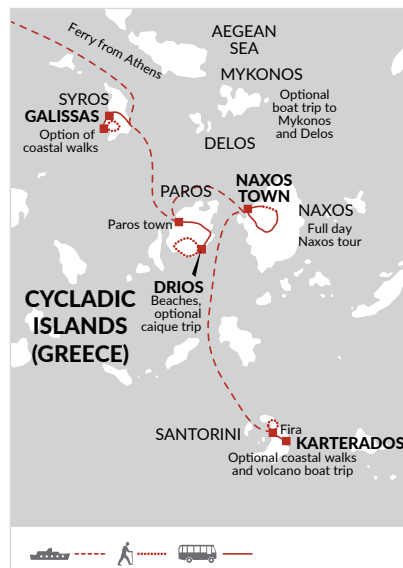 Ferry from Athens
AEGEAN
SEA
MYKONOS
Optional
boat trip to
Mykonos
and Delos
SYROS
GALISSAS
Option of
coastal walks
DELOS
PAROS
NAXOS
TOWN
Paros town
NAXOS
Full day
Naxos tour
DRIOS
Beaches,
optional
caique trip
CYCLADIC
ISLANDS
(GREECE)
SANTORINI
Fira
KARTERADOS
Optional coastal walks
and volcano boat trip